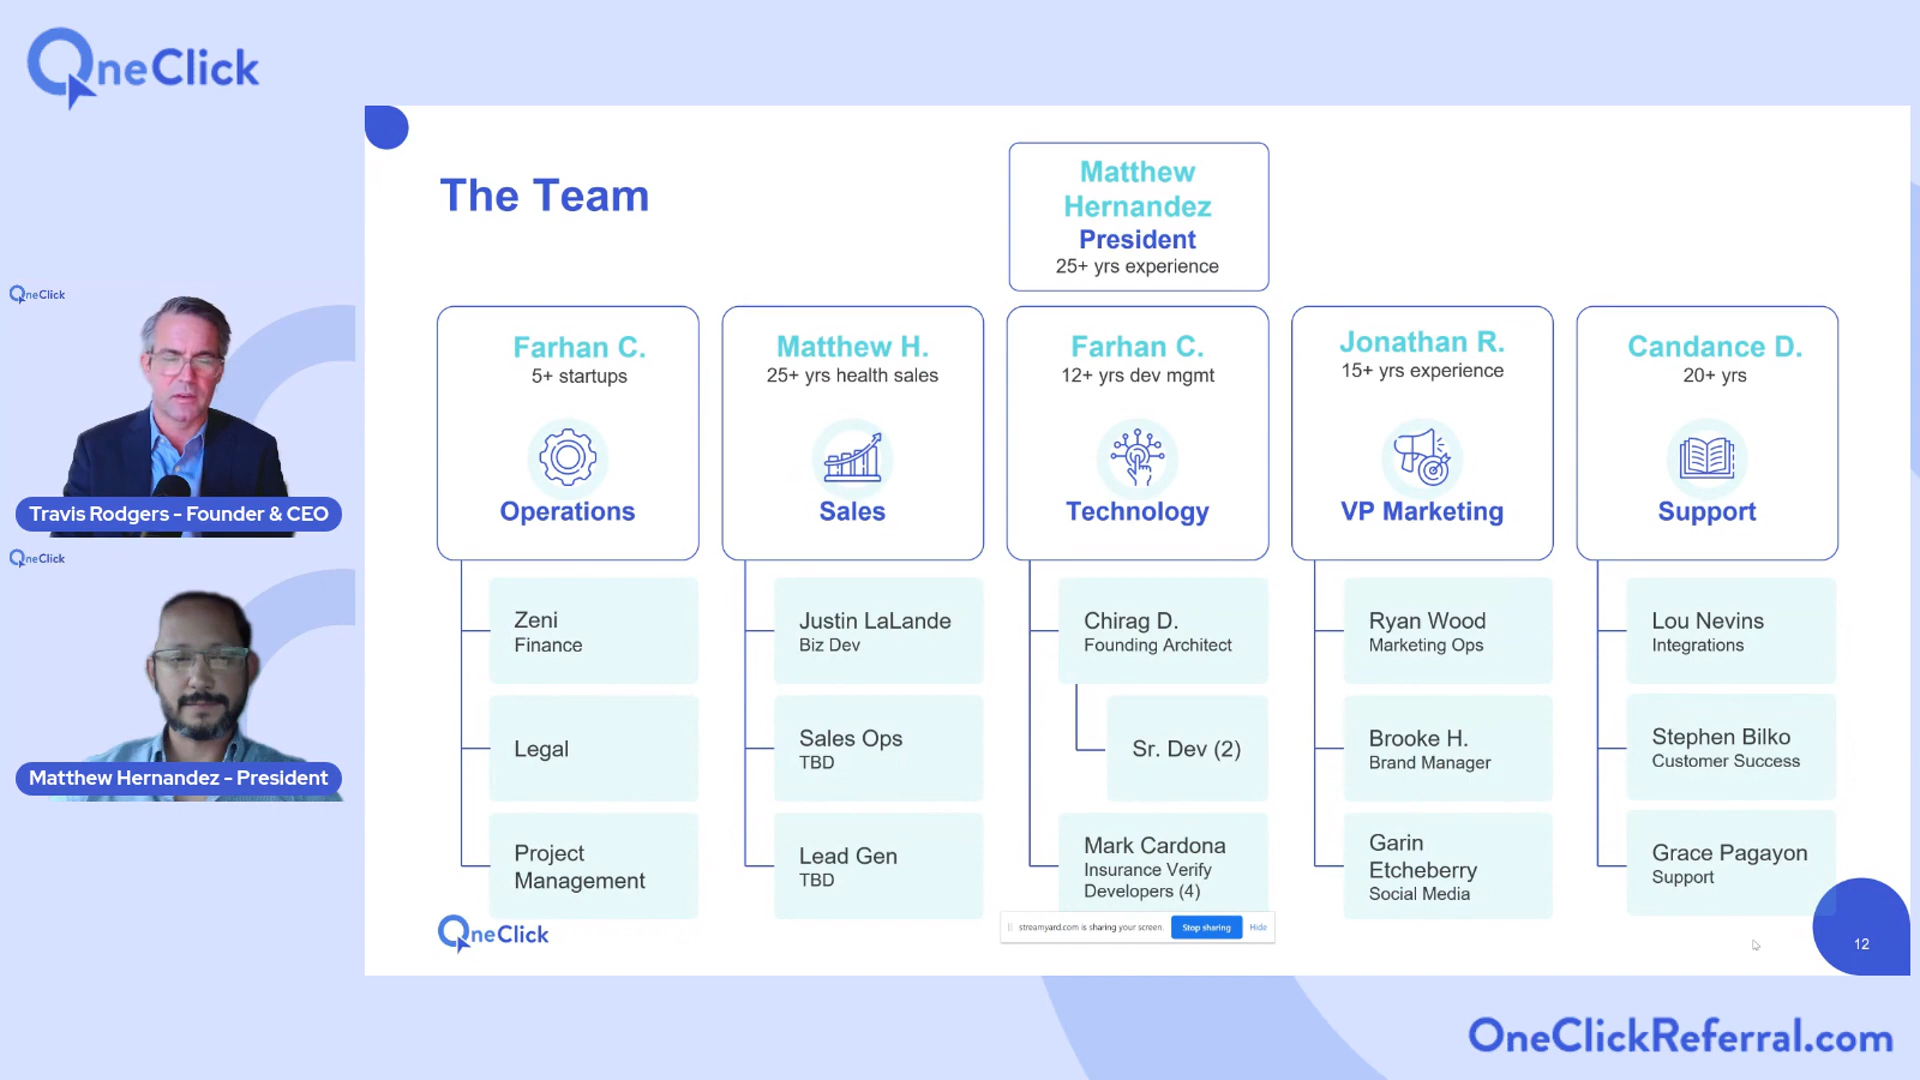 OneClick
OneClick
Travis Rodgers - Founder & CEO
OneClick
Matthew Hernandez - President
The Team
Matthew
Hernandez
President
25+ yrs experience
Farhan C.
5+ startups
Operations
Zeni
Finance
Legal
Project
Management
Matthew H.
25+ yrs health sales
Sales
Justin LaLande
Biz Dev
Sales Ops
TBD
Lead Gen
TBD
Farhan C.
12+ yrs dev mgmt
Technology
Chirag D.
Founding Architect
Sr. Dev (2)
Mark Cardona
Insurance Verify
Developers (4)
Jonathan R.
15+ yrs experience
VP Marketing
Ryan Wood
Marketing Ops
Brooke H.
Brand Manager
Garin
Etcheberry
Social Media
Candance D.
20+ yrs
Support
Lou Nevins
Integrations
Stephen Bilko
Customer Success
Grace Pagayon
Support
OneClick
streamyard.com is sharing your screen.
Stop sharing
Hide
12
OneClickReferral.com